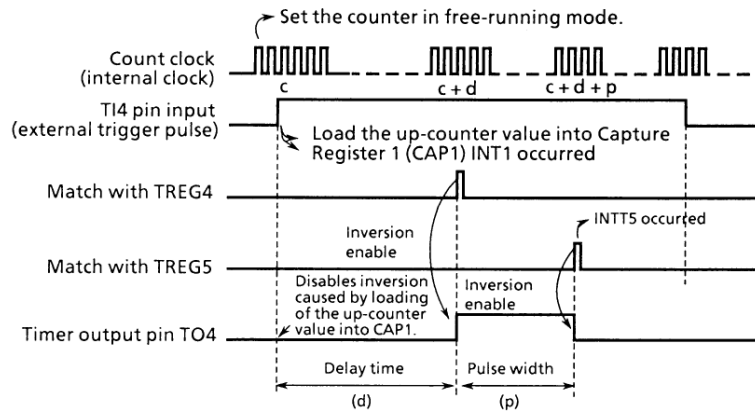 Set the counter in free-running mode.
Count clock
(internal clock)
c
c + d
c + d + p
TI4 pin input
(external trigger pulse)
Load the up-counter value into Capture
Register 1 (CAP1) INT1 occurred
Match with TREG4
INTT5 occurred
Inversion
enable
Match with TREG5
Disables inversion
caused by loading
of the up-counter
value into CAP1.
Inversion
enable
Timer output pin TO4
Delay time
(d)
Pulse width
(p)